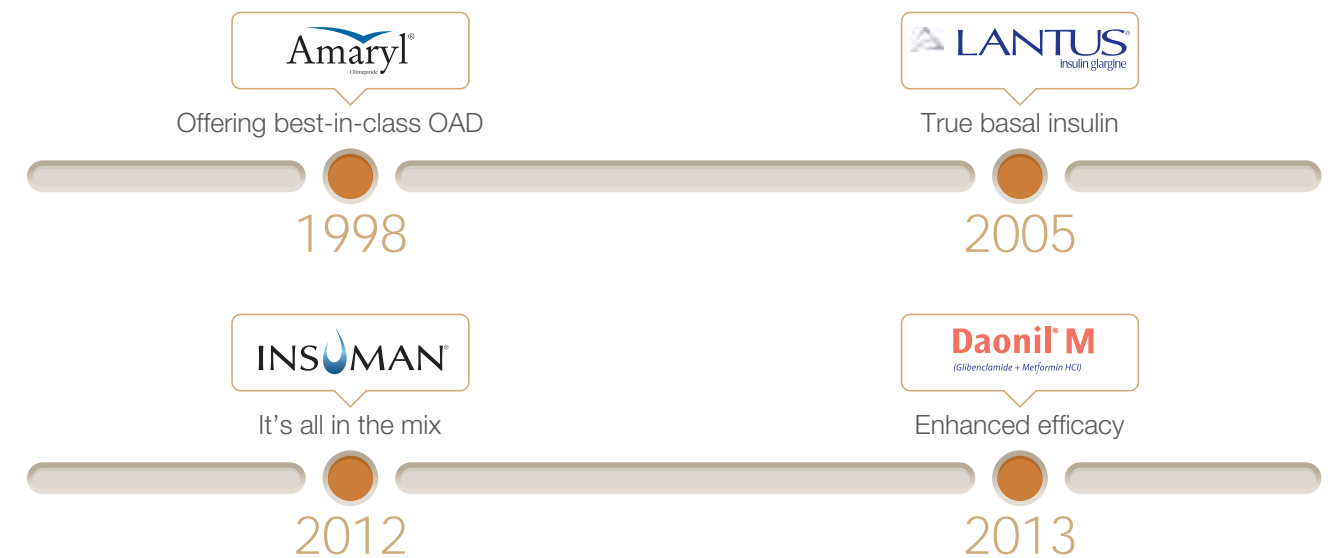 Amaryl®
Glimepiride
Offering best-in-class OAD
1998
LANTUS®
insulin glargine
True basal insulin
2005
INSUMAN®
It's all in the mix
2012
Daonil® M
(Glibenclamide + Metformin HCl)
Enhanced efficacy
2013